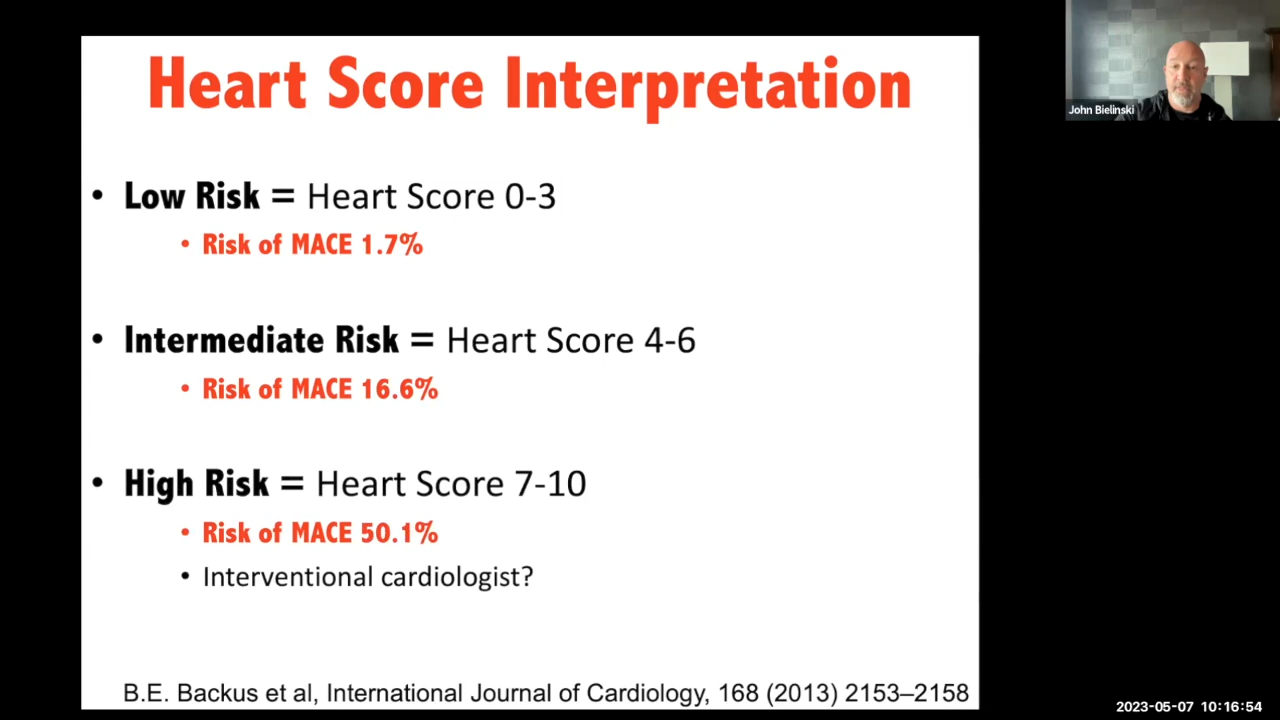 Heart Score Interpretation
• Low Risk = Heart Score 0-3
• Risk of MACE 1.7%
• Intermediate Risk = Heart Score 4-6
• Risk of MACE 16.6%
• High Risk = Heart Score 7-10
• Risk of MACE 50.1%
• Interventional cardiologist?
B.E. Backus et al, International Journal of Cardiology, 168 (2013) 2153–2158
John Bielinski
2023-05-07 10:16:54